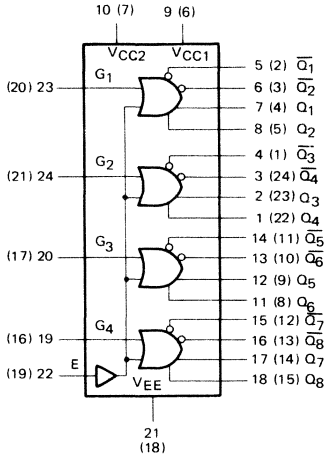 10 (7) 9 (6)
VCC2 VCC1
(20) 23 G1
5 (2) Q̅1
6 (3) Q̅2
7 (4) Q1
8 (5) Q2
(21) 24 G2
4 (1) Q̅3
3 (24) Q̅4
2 (23) Q3
1 (22) Q4
(17) 20 G3
14 (11) Q̅5
13 (10) Q̅6
12 (9) Q5
11 (8) Q6
(16) 19 G4
15 (12) Q̅7
16 (13) Q̅8
17 (14) Q7
18 (15) Q8
(19) 22 E
VEE
21
(18)